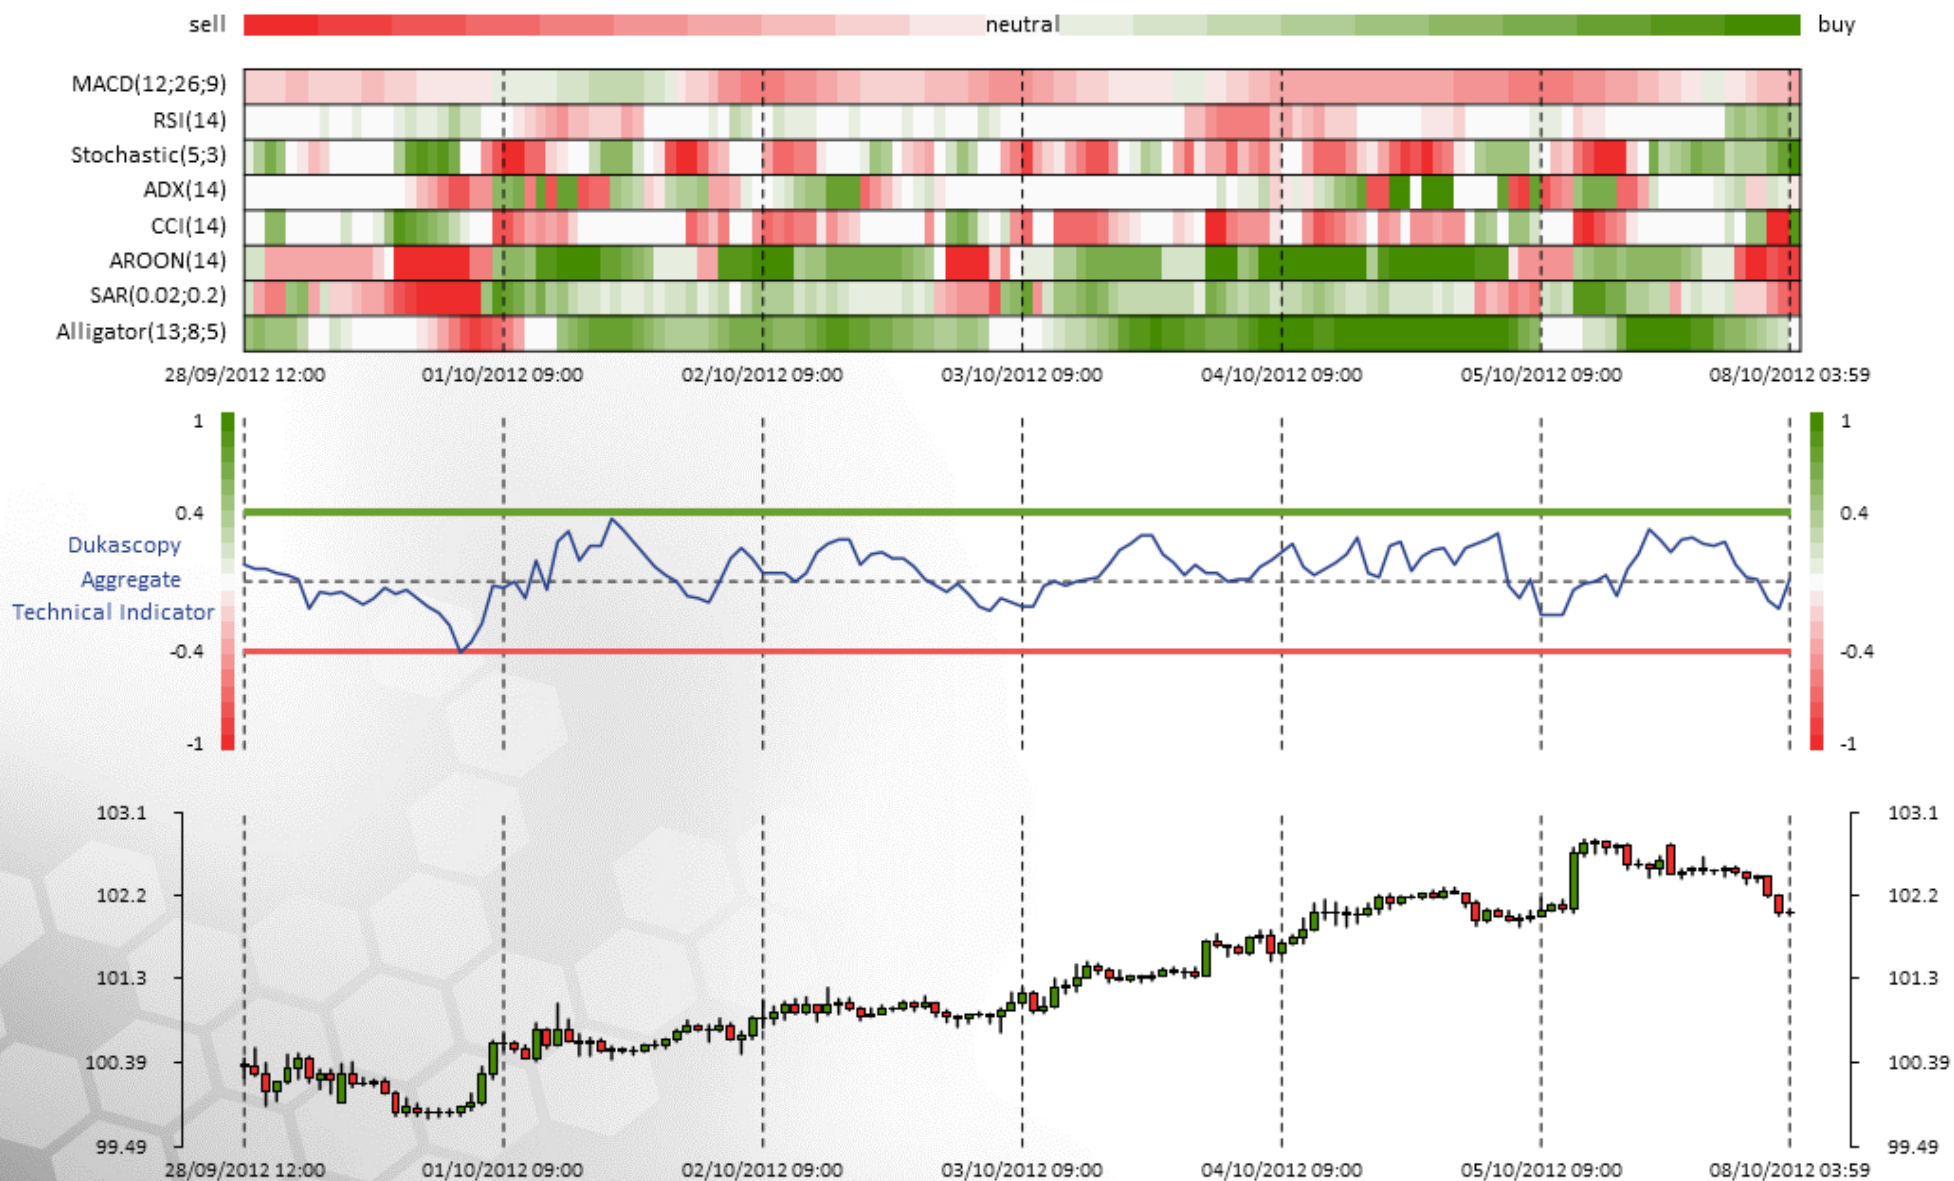 sell neutral buy
MACD(12;26;9)
RSI(14)
Stochastic(5;3)
ADX(14)
CCI(14)
AROON(14)
SAR(0.02;0.2)
Alligator(13;8;5)
28/09/2012 12:00 01/10/2012 09:00 02/10/2012 09:00 03/10/2012 09:00 04/10/2012 09:00 05/10/2012 09:00 08/10/2012 03:59
1 1
0.4 0.4
Dukascopy
Aggregate
Technical Indicator
-0.4 -0.4
-1 -1
103.1 103.1
102.2 102.2
101.3 101.3
100.39 100.39
99.49 99.49
28/09/2012 12:00 01/10/2012 09:00 02/10/2012 09:00 03/10/2012 09:00 04/10/2012 09:00 05/10/2012 09:00 08/10/2012 03:59